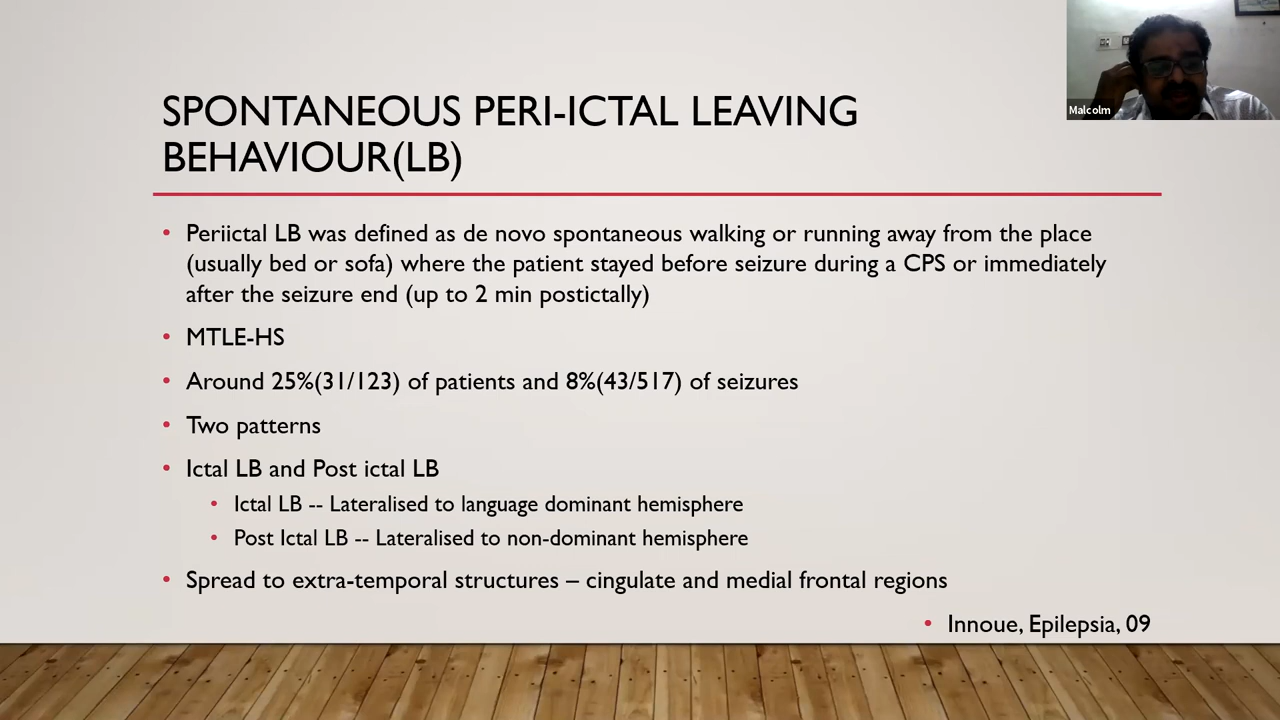 Malcolm
SPONTANEOUS PERI-ICTAL LEAVING
BEHAVIOUR(LB)
• Periictal LB was defined as de novo spontaneous walking or running away from the place
(usually bed or sofa) where the patient stayed before seizure during a CPS or immediately
after the seizure end (up to 2 min postictally)
• MTLE-HS
• Around 25%(31/123) of patients and 8%(43/517) of seizures
• Two patterns
• Ictal LB and Post ictal LB
• Ictal LB -- Lateralised to language dominant hemisphere
• Post Ictal LB -- Lateralised to non-dominant hemisphere
• Spread to extra-temporal structures – cingulate and medial frontal regions
• Innoue, Epilepsia, 09